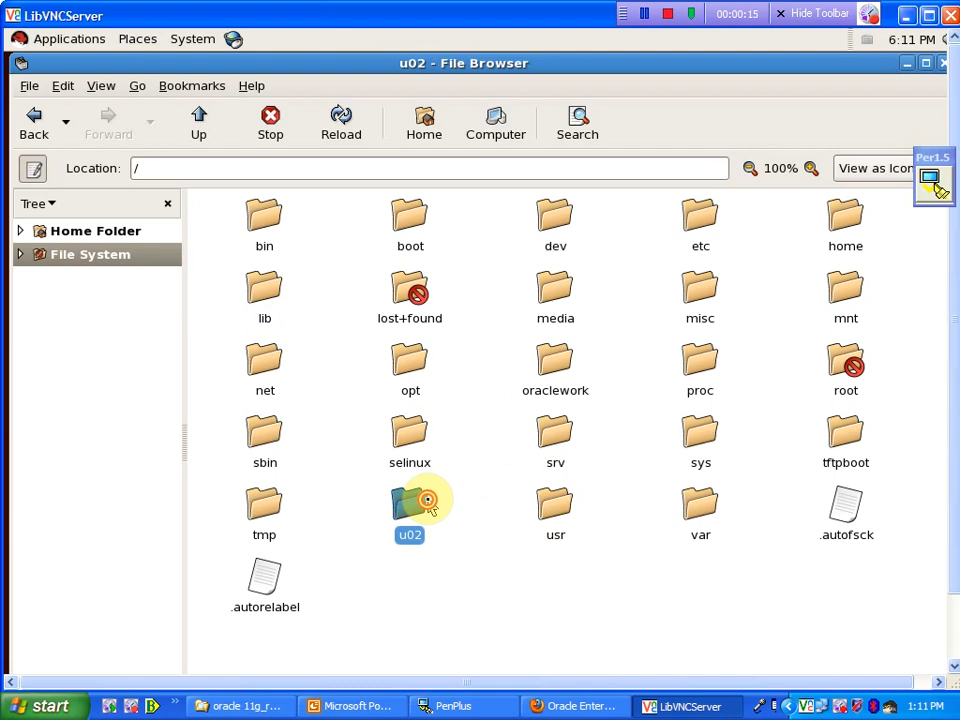 LibVNCServer
00:00:15
Hide Toolbar
Applications Places System
6:11 PM
u02 - File Browser
File Edit View Go Bookmarks Help
Back Forward Up Stop Reload Home Computer Search
Location: /
100%
View as Icon
Per1.5
Tree
Home Folder
File System
bin boot dev etc home
lib lost+found media misc mnt
net opt oraclework proc root
sbin selinux srv sys tftpboot
tmp u02 usr var .autofsck
.autorelabel
start
oracle 11g_r...
Microsoft Po...
PenPlus
Oracle Enter...
LibVNCServer
1:11 PM